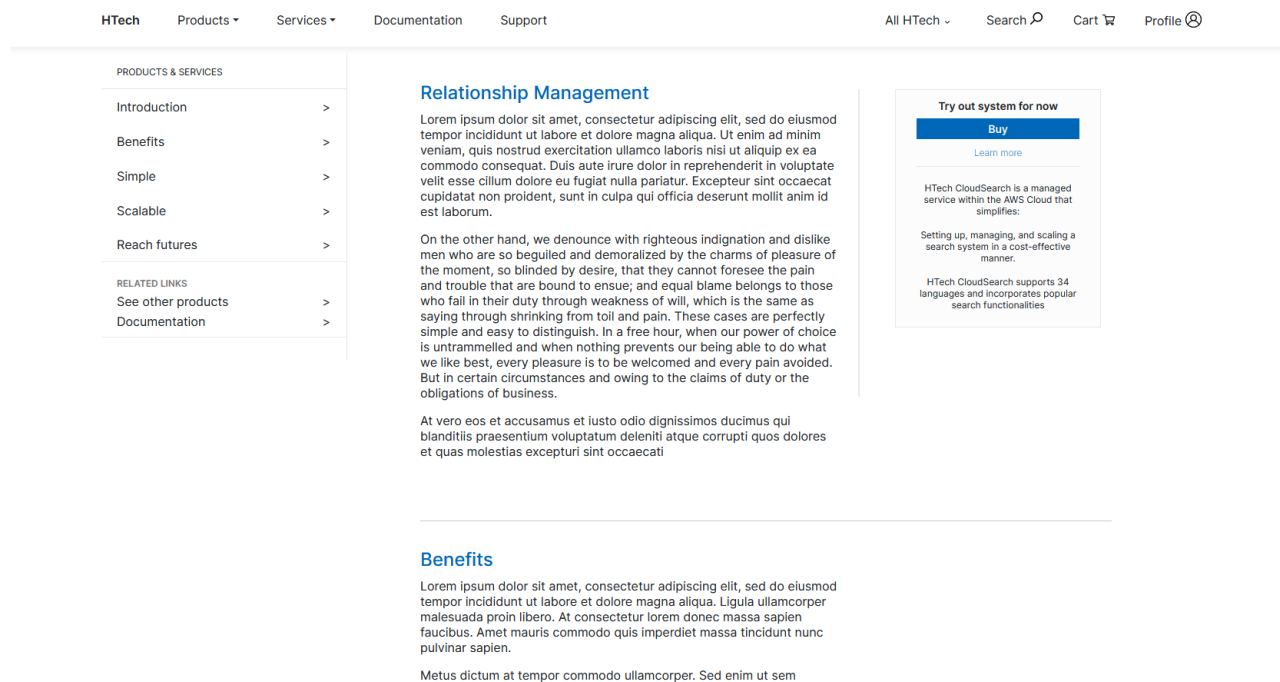 HTech Products Services Documentation Support All HTech Search Cart Profile
PRODUCTS & SERVICES
Introduction >
Benefits >
Simple >
Scalable >
Reach futures >
RELATED LINKS
See other products >
Documentation >
Relationship Management
Lorem ipsum dolor sit amet, consectetur adipiscing elit, sed do eiusmod
tempor incididunt ut labore et dolore magna aliqua. Ut enim ad minim
veniam, quis nostrud exercitation ullamco laboris nisi ut aliquip ex ea
commodo consequat. Duis aute irure dolor in reprehenderit in voluptate
velit esse cillum dolore eu fugiat nulla pariatur. Excepteur sint occaecat
cupidatat non proident, sunt in culpa qui officia deserunt mollit anim id
est laborum.
On the other hand, we denounce with righteous indignation and dislike
men who are so beguiled and demoralized by the charms of pleasure of
the moment, so blinded by desire, that they cannot foresee the pain
and trouble that are bound to ensue; and equal blame belongs to those
who fail in their duty through weakness of will, which is the same as
saying through shrinking from toil and pain. These cases are perfectly
simple and easy to distinguish. In a free hour, when our power of choice
is untrammelled and when nothing prevents our being able to do what
we like best, every pleasure is to be welcomed and every pain avoided.
But in certain circumstances and owing to the claims of duty or the
obligations of business.
At vero eos et accusamus et iusto odio dignissimos ducimus qui
blanditiis praesentium voluptatum deleniti atque corrupti quos dolores
et quas molestias excepturi sint occaecati
Try out system for now
Buy
Learn more
HTech CloudSearch is a managed
service within the AWS Cloud that
simplifies:
Setting up, managing, and scaling a
search system in a cost-effective
manner.
HTech CloudSearch supports 34
languages and incorporates popular
search functionalities
Benefits
Lorem ipsum dolor sit amet, consectetur adipiscing elit, sed do eiusmod
tempor incididunt ut labore et dolore magna aliqua. Ligula ullamcorper
malesuada proin libero. At consectetur lorem donec massa sapien
faucibus. Amet mauris commodo quis imperdiet massa tincidunt nunc
pulvinar sapien.
Metus dictum at tempor commodo ullamcorper. Sed enim ut sem